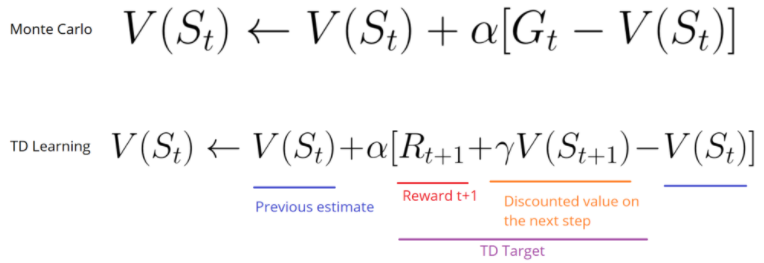 Monte Carlo V(S_t) ← V(S_t) + α[G_t − V(S_t)]
TD Learning V(S_t) ← V(S_t)+α[R_{t+1}+γV(S_{t+1})−V(S_t)]
Previous estimate Reward t+1 Discounted value on
the next step
TD Target